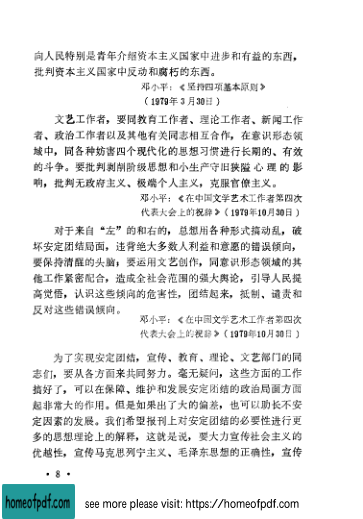 向人民特别是青年介绍资本主义国家中进步和有益的东西，
批判资本主义国家中反动和腐朽的东西。
邓小平：《坚持四项基本原则》
（1979年3月30日）
文艺工作者，要同教育工作者、理论工作者、新闻工作
者、政治工作者以及其他有关同志相互合作，在意识形态领
域中，同各种妨害四个现代化的思想习惯进行长期的、有效
的斗争。要批判剥削阶级思想和小生产守旧狭隘心理的影
响，批判无政府主义、极端个人主义，克服官僚主义。
邓小平：《在中国文学艺术工作者第四次
代表大会上的祝辞》（1979年10月30日）
对于来自“左”的和右的，总想用各种形式搞动乱，破
坏安定团结局面，违背绝大多数人利益和意愿的错误倾向，
要保持清醒的头脑；要运用文艺创作，同意识形态领域的其
他工作紧密配合，造成全社会范围的强大舆论，引导人民提
高觉悟，认识这些倾向的危害性，团结起来，抵制、谴责和
反对这些错误倾向。
邓小平：《在中国文学艺术工作者第四次
代表大会上的祝辞》（1979年10月30日）
为了实现安定团结，宣传、教育、理论、文艺部门的同
志们，要从各方面来共同努力。毫无疑问，这些方面的工作
搞好了，可以在保障、维护和发展安定团结的政治局面方面
起非常大的作用。但是如果出了大的偏差，也可以助长不安
定因素的发展。我们希望报刊上对安定团结的必要性进行更
多的思想理论上的解释，这就是说，要大力宣传社会主义的
优越性，宣传马克思列宁主义、毛泽东思想的正确性，宣传
• 8 •
homeofpdf.com
see more please visit: https://homeofpdf.com